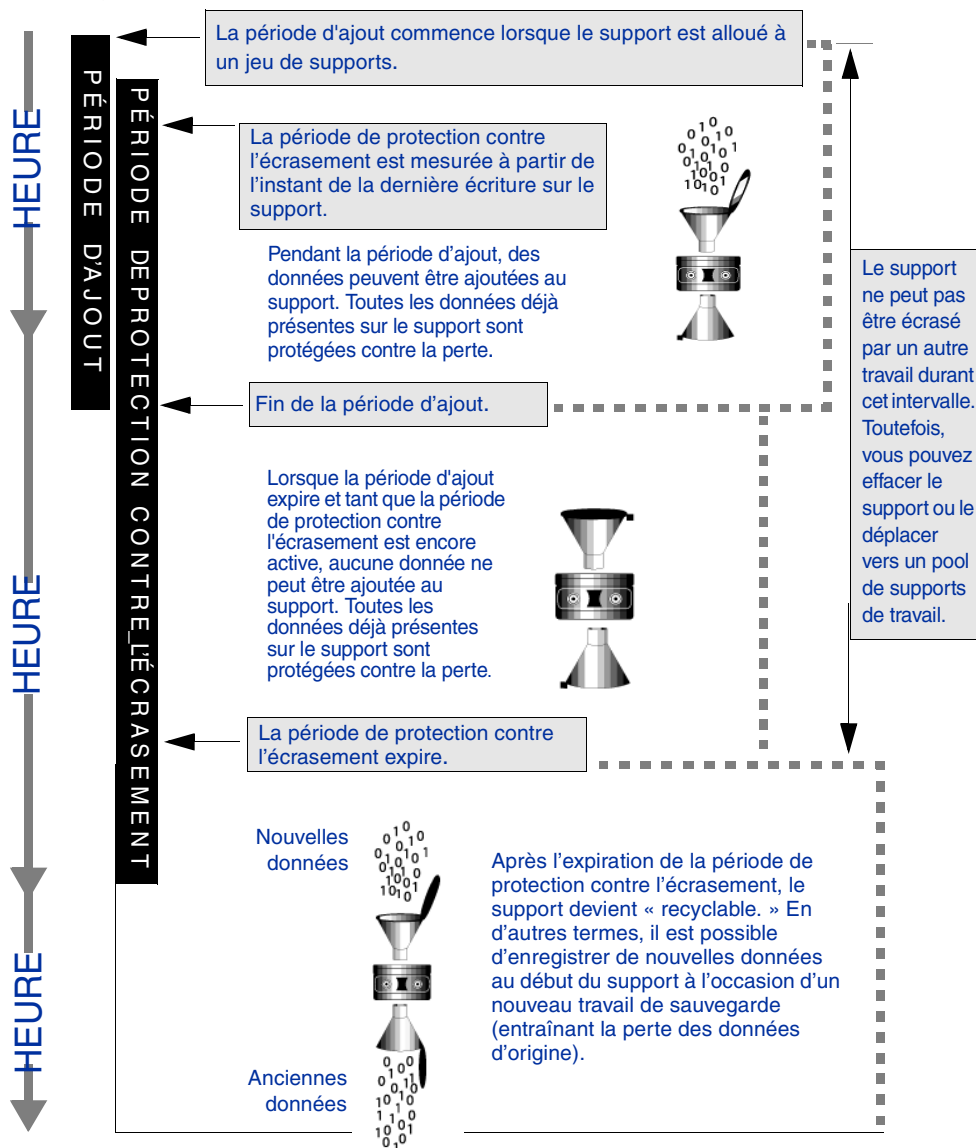 La période d'ajout commence lorsque le support est alloué à
un jeu de supports.
HEURE
PÉRIODE D'AJOUT
PÉRIODE DEPROTECTION CONTRE_L'ÉCRASEMENT
La période de protection contre
l'écrasement est mesurée à partir de
l'instant de la dernière écriture sur le
support.
Pendant la période d'ajout, des
données peuvent être ajoutées au
support. Toutes les données déjà
présentes sur le support sont
protégées contre la perte.
Le support
ne peut pas
être écrasé
par un autre
travail durant
cet intervalle.
Toutefois,
vous pouvez
effacer le
support ou le
déplacer
vers un pool
de supports
de travail.
Fin de la période d'ajout.
HEURE
Lorsque la période d'ajout
expire et tant que la période
de protection contre
l'écrasement est encore
active, aucune donnée ne
peut être ajoutée au
support. Toutes les
données déjà présentes
sur le support sont
protégées contre la perte.
La période de protection contre
l'écrasement expire.
HEURE
Nouvelles
données
Après l'expiration de la période de
protection contre l'écrasement, le
support devient « recyclable. » En
d'autres termes, il est possible
d'enregistrer de nouvelles données
au début du support à l'occasion d'un
nouveau travail de sauvegarde
(entraînant la perte des données
d'origine).
Anciennes
données